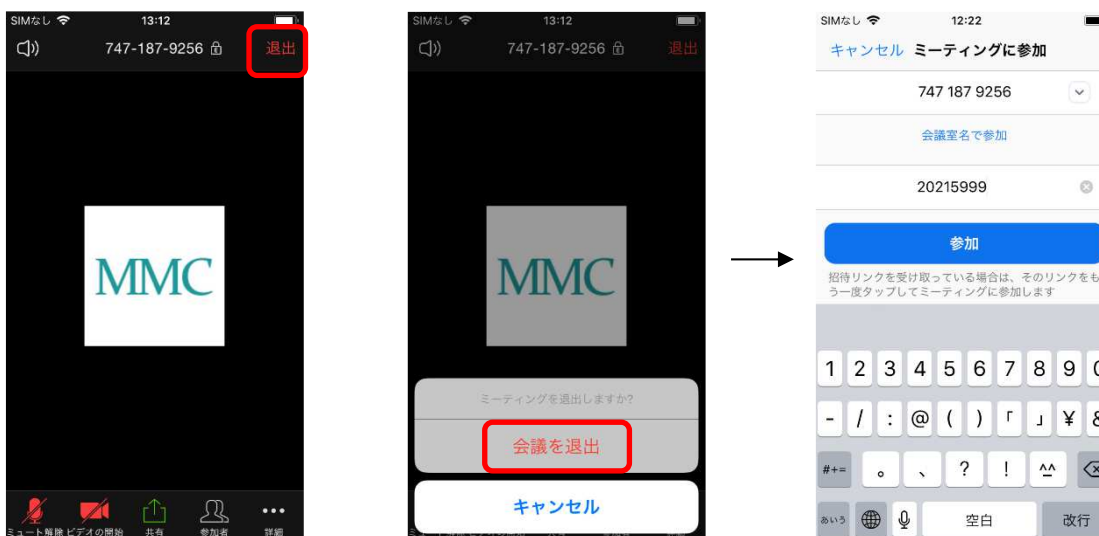 SIMなし 13:12
747-187-9256 退出
MMC
ミュート解除 ビデオの開始 共有 参加者 詳細
SIMなし 13:12
747-187-9256 退出
MMC
ミーティングを退出しますか?
会議を退出
キャンセル
SIMなし 12:22
キャンセル ミーティングに参加
747 187 9256
会議室名で参加
20215999
参加
招待リンクを受け取っている場合は、そのリンクをも
う一度タップしてミーティングに参加します
1 2 3 4 5 6 7 8 9 0
- / : @ ( ) 「 」 ¥ &
#+= 。 、 ? ! ^^
あいう 空白 改行